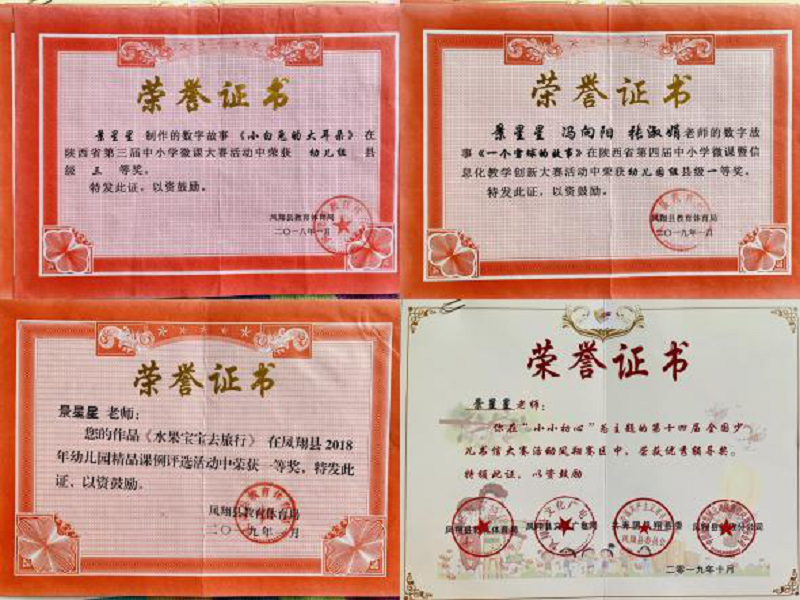 荣誉证书
景星星 制作的数字故事《小白兔的大耳朵》在
陕西省第三届中小学微课大赛活动中荣获 幼儿组 县
级 三 等奖。
特发此证，以资鼓励。
凤翔县教育体育局
二〇一八年一月
荣誉证书
景星星 冯向阳 张淑娟老师的数字故
事《一个雪球的故事》在陕西省第四届中小学微课暨信
息化教学创新大赛活动中荣获幼儿园组县级一等奖。
特发此证，以资鼓励。
凤翔县教育体育局
二〇一九年一月
荣誉证书
景星星 老师：
您的作品《水果宝宝去旅行》 在凤翔县 2018
年幼儿园精品课例评选活动中荣获一等奖，特发此
证，以资鼓励。
凤翔县教育体育局
二〇一九年一月
荣誉证书
景星星老师：
您在“小小初心”为主题的第十四届全国少
儿书信大赛活动凤翔赛区中，荣获优秀辅导奖。
特颁此证，以资鼓励
二零一九年十月